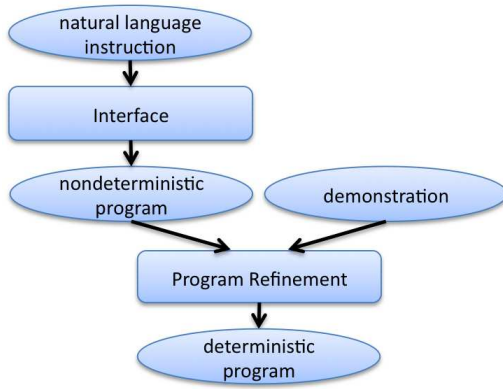 natural language
instruction
Interface
nondeterministic
program
demonstration
Program Refinement
deterministic
program